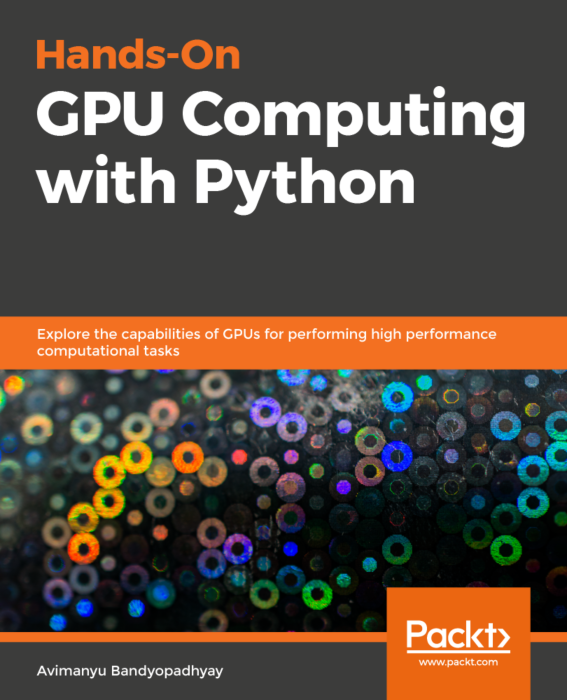 Hands-On
GPU Computing
with Python
Explore the capabilities of GPUs for performing high performance
computational tasks
Packt>
www.packt.com
Avimanyu Bandyopadhyay